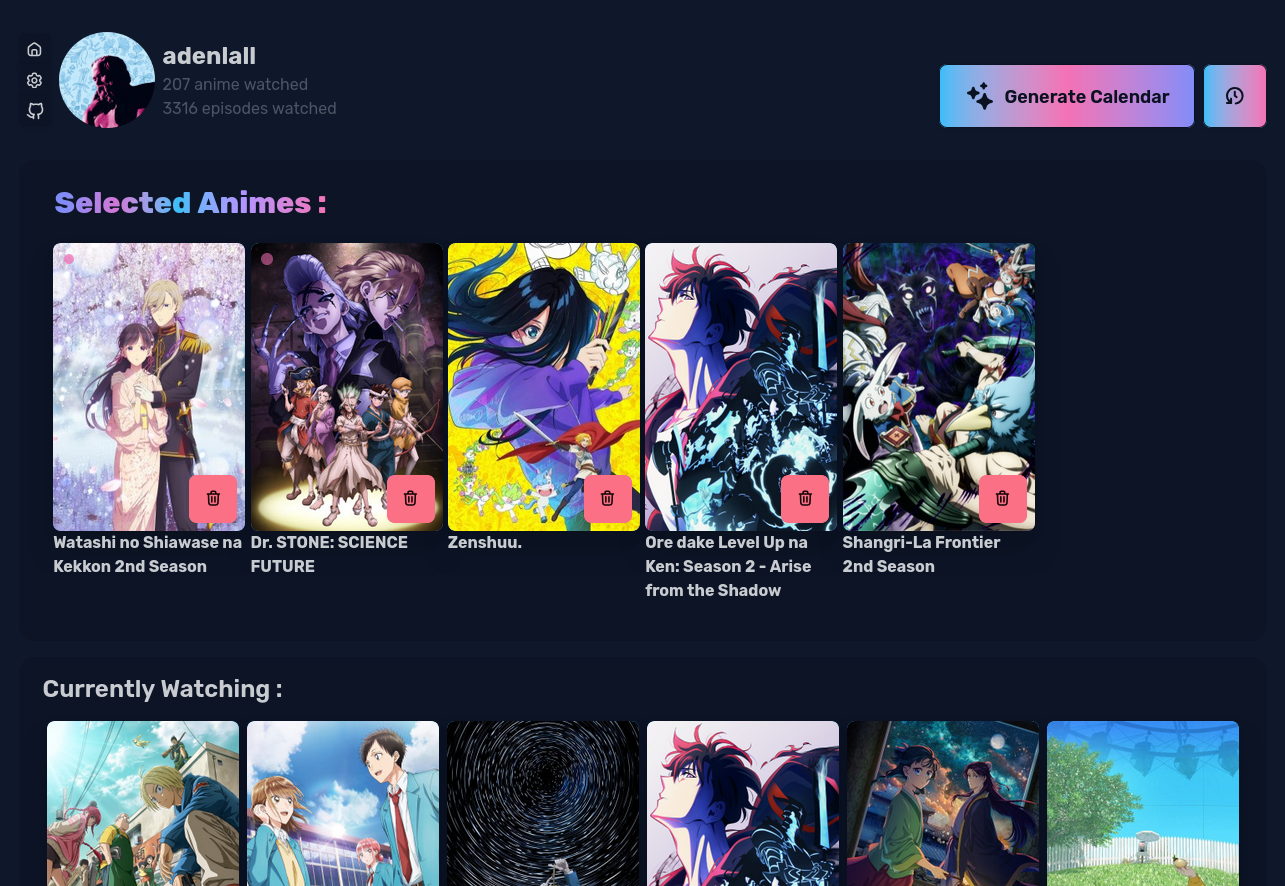 adenlall
207 anime watched
3316 episodes watched
Generate Calendar
Selected Animes :
Watashi no Shiawase na
Kekkon 2nd Season
Dr. STONE: SCIENCE
FUTURE
Zenshuu.
Ore dake Level Up na
Ken: Season 2 - Arise
from the Shadow
Shangri-La Frontier
2nd Season
Currently Watching :